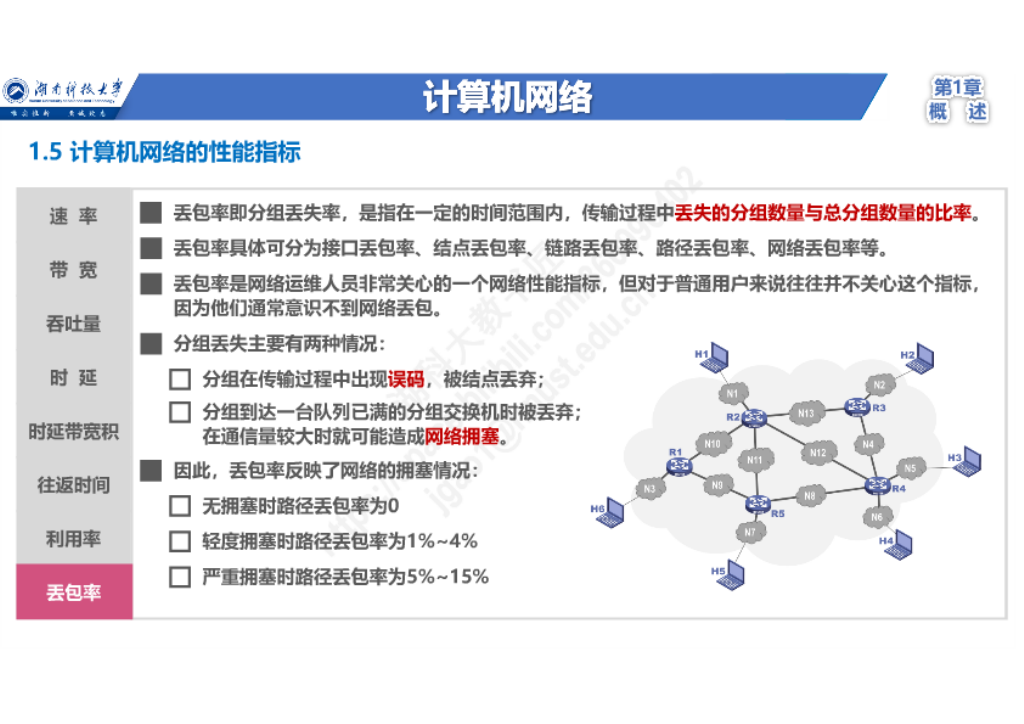 湖南科技大学
计算机网络
第1章
概 述
1.5 计算机网络的性能指标
速 率
带 宽
吞吐量
时 延
时延带宽积
往返时间
利用率
丢包率
丢包率即分组丢失率，是指在一定的时间范围内，传输过程中丢失的分组数量与总分组数量的比率。
丢包率具体可分为接口丢包率、结点丢包率、链路丢包率、路径丢包率、网络丢包率等。
丢包率是网络运维人员非常关心的一个网络性能指标，但对于普通用户来说往往并不关心这个指标，
因为他们通常意识不到网络丢包。
分组丢失主要有两种情况：
分组在传输过程中出现误码，被结点丢弃；
分组到达一台队列已满的分组交换机时被丢弃；
在通信量较大时就可能造成网络拥塞。
因此，丢包率反映了网络的拥塞情况：
无拥塞时路径丢包率为0
轻度拥塞时路径丢包率为1%~4%
严重拥塞时路径丢包率为5%~15%
H1
H2
N1
N2
R2
N13
R3
N10
N4
R1
N11
N12
H3
N5
N3
N9
N8
R4
H6
R5
N6
N7
H4
H5